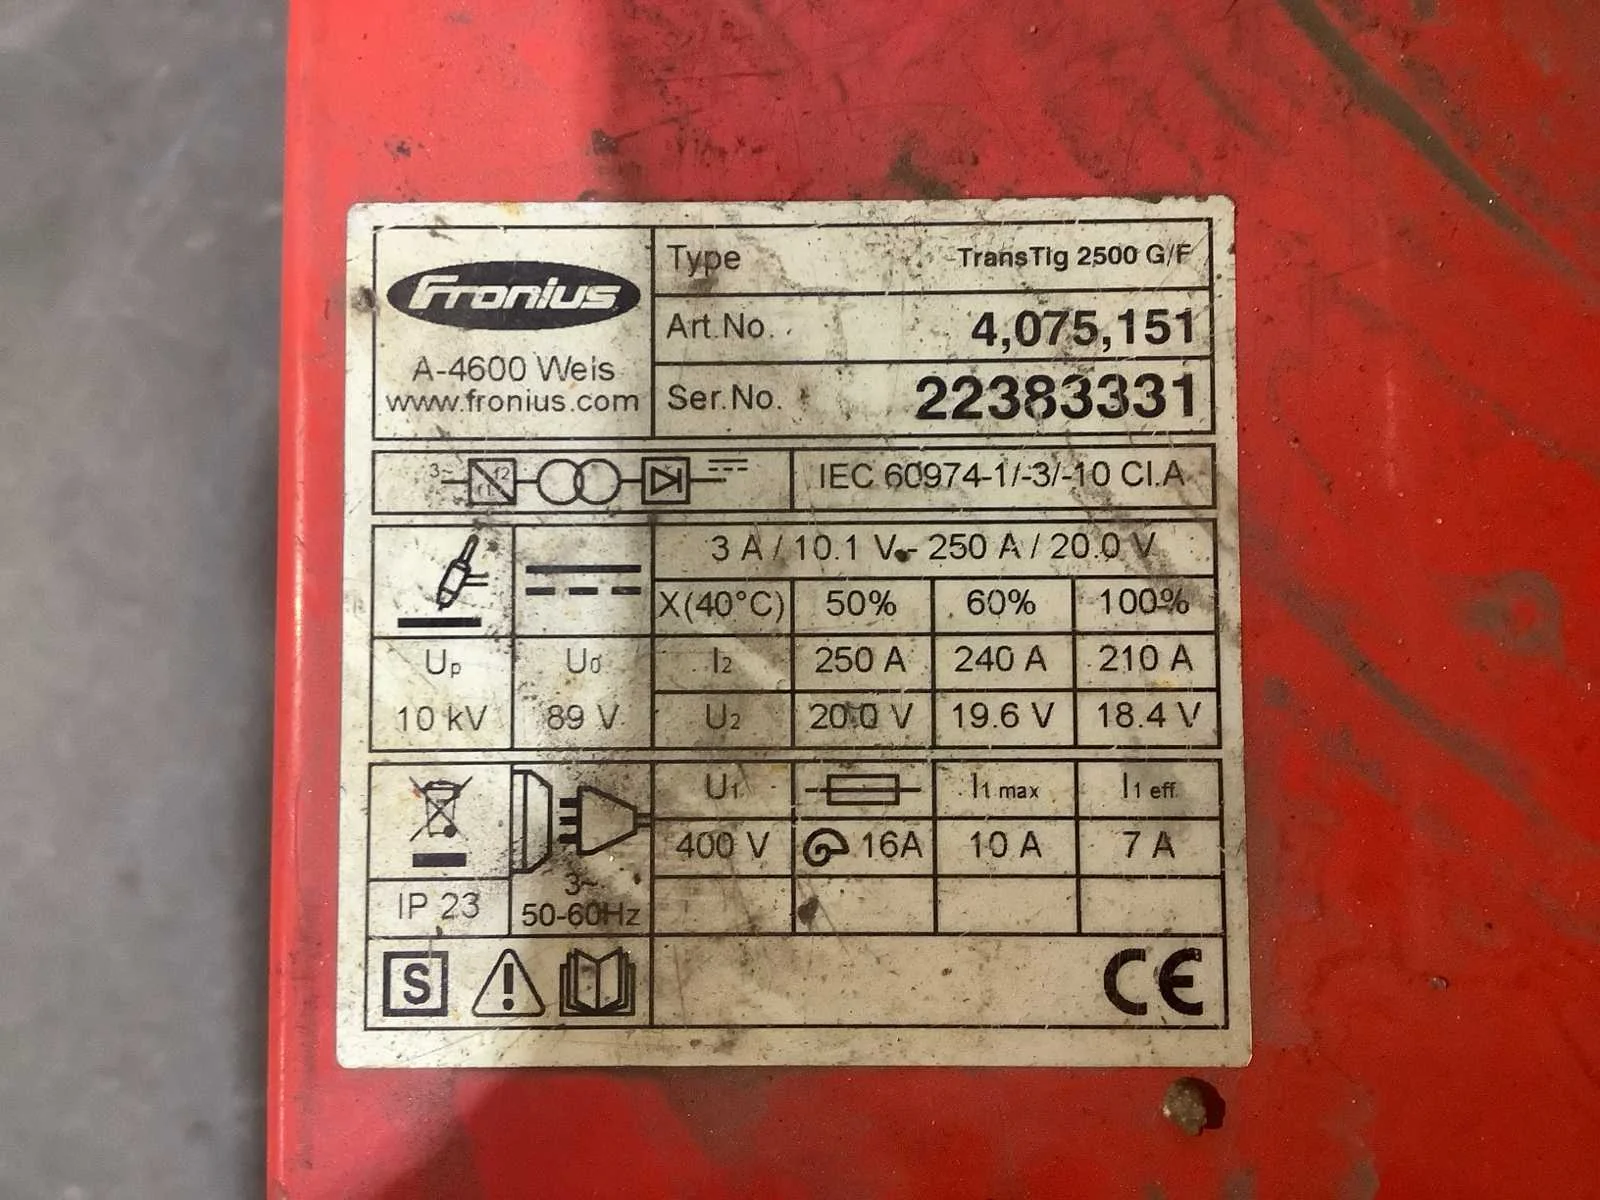 Fronius
A-4600 Wels
www.fronius.com
Type TransTig 2500 G/F
Art.No. 4,075,151
Ser.No. 22383331
3~ f1 f2
IEC 60974-1/-3/-10 Cl.A
3 A / 10.1 V - 250 A / 20.0 V
X(40°C) 50% 60% 100%
Up U0 I2 250 A 240 A 210 A
10 kV 89 V U2 20.0 V 19.6 V 18.4 V
U1 I1 max I1 eff
400 V 16A 10 A 7 A
IP 23
3~
50-60Hz
S CE